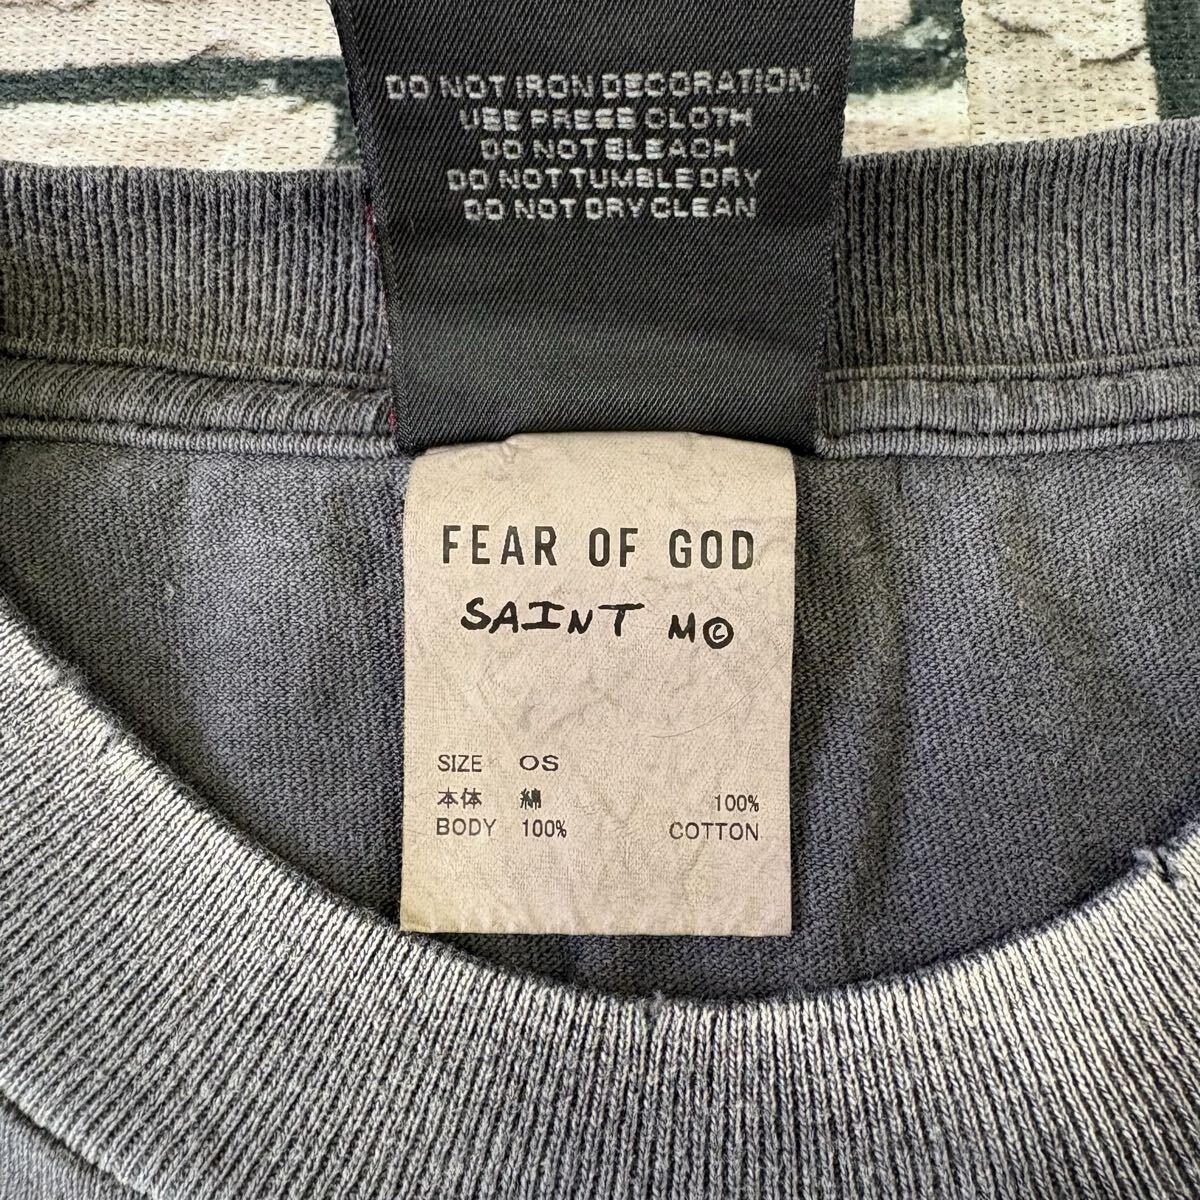 DO NOT IRON DECORATION,
USE PRESS CLOTH
DO NOT BLEACH
DO NOT TUMBLE DRY
DO NOT DRY CLEAN
FEAR OF GOD
SAINT M©
SIZE OS
本体 綿 100%
BODY 100% COTTON